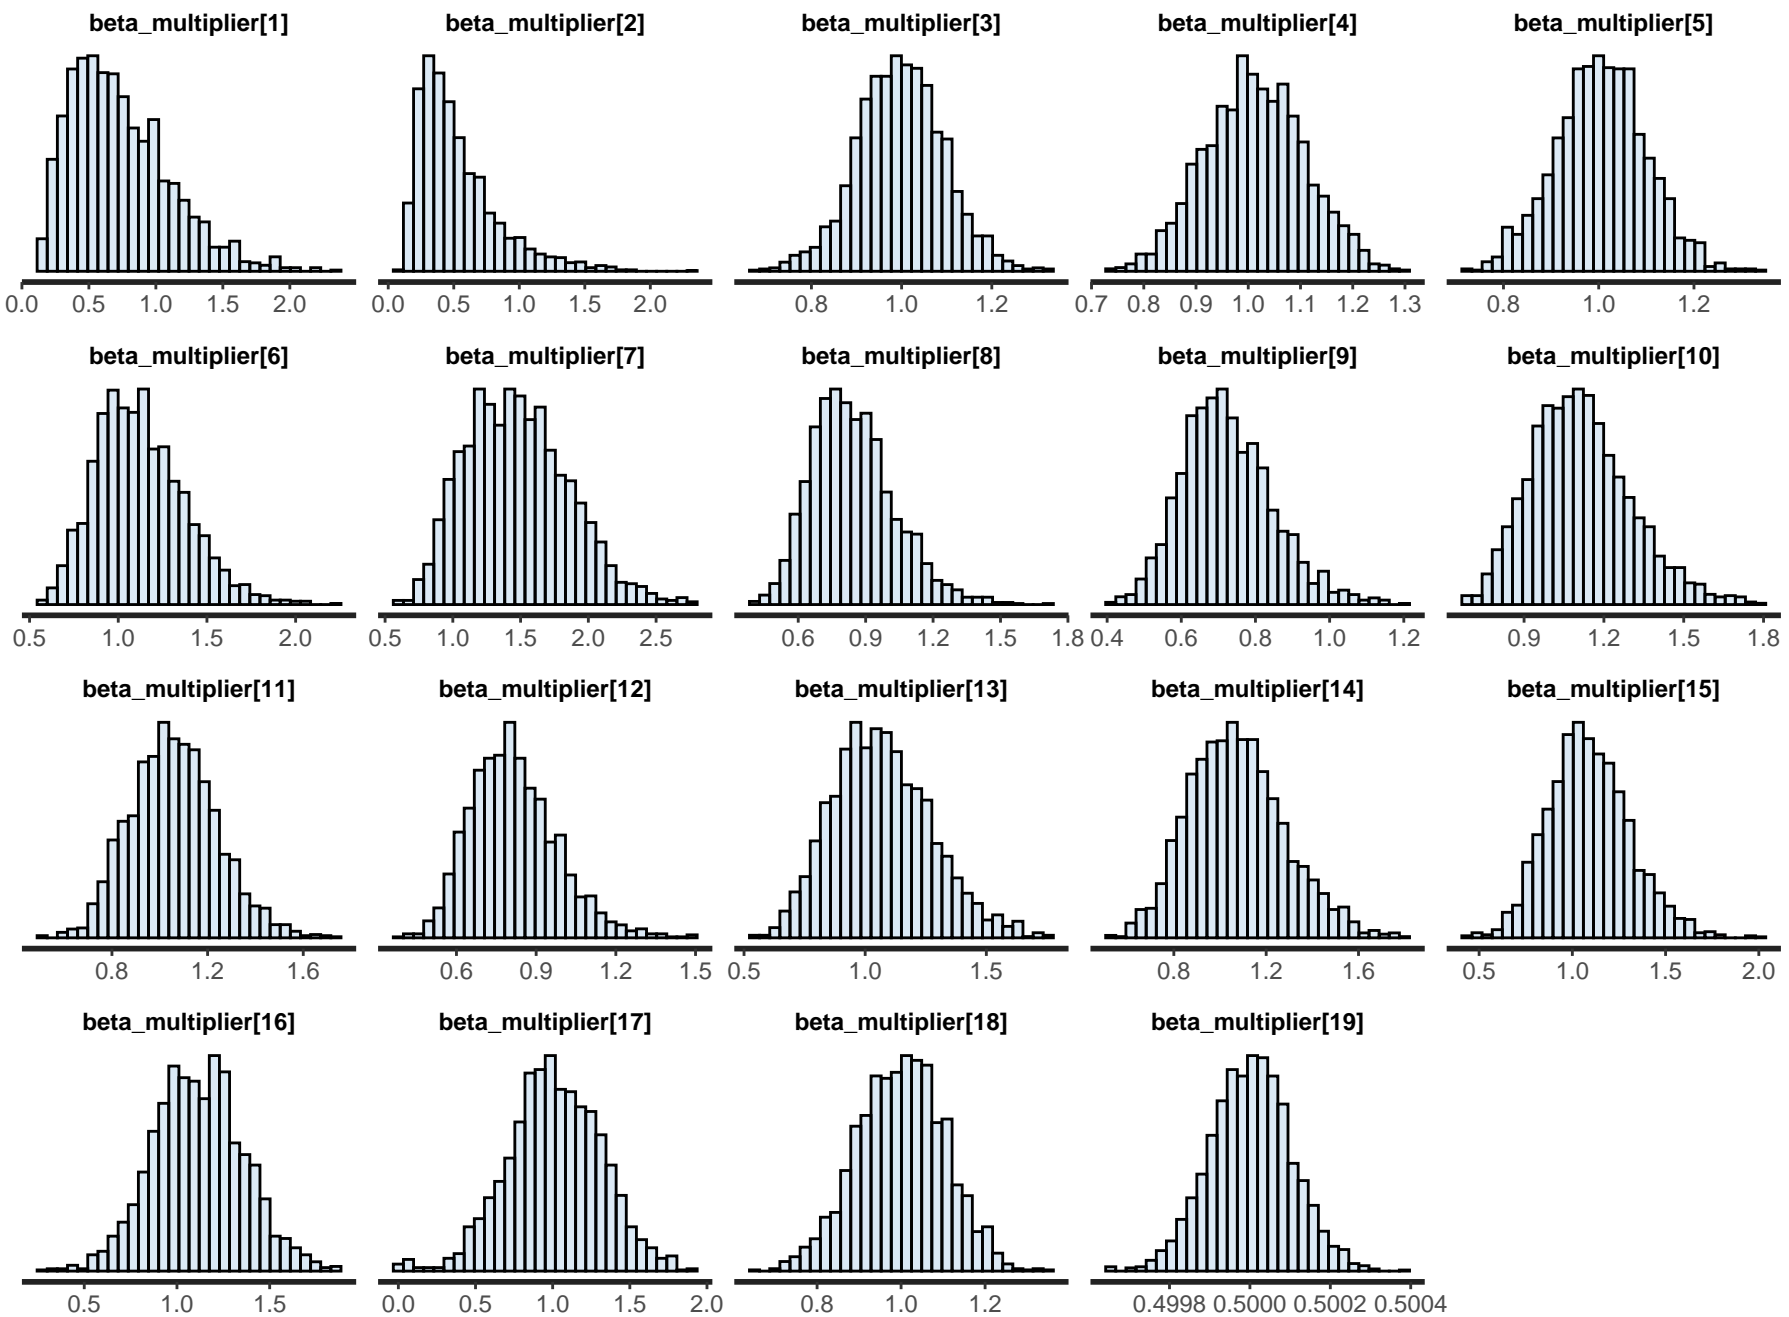 beta_multiplier[1] beta_multiplier[2] beta_multiplier[3] beta_multiplier[4] beta_multiplier[5]
0.0 0.5 1.0 1.5 2.0 0.0 0.5 1.0 1.5 2.0 0.8 1.0 1.2 0.7 0.8 0.9 1.0 1.1 1.2 1.3 0.8 1.0 1.2
beta_multiplier[6] beta_multiplier[7] beta_multiplier[8] beta_multiplier[9] beta_multiplier[10]
0.5 1.0 1.5 2.0 0.5 1.0 1.5 2.0 2.5 0.6 0.9 1.2 1.5 1.8 0.4 0.6 0.8 1.0 1.2 0.9 1.2 1.5 1.8
beta_multiplier[11] beta_multiplier[12] beta_multiplier[13] beta_multiplier[14] beta_multiplier[15]
0.8 1.2 1.6 0.6 0.9 1.2 1.5 0.5 1.0 1.5 0.8 1.2 1.6 0.5 1.0 1.5 2.0
beta_multiplier[16] beta_multiplier[17] beta_multiplier[18] beta_multiplier[19]
0.5 1.0 1.5 0.0 0.5 1.0 1.5 2.0 0.8 1.0 1.2 0.4998 0.5000 0.5002 0.5004